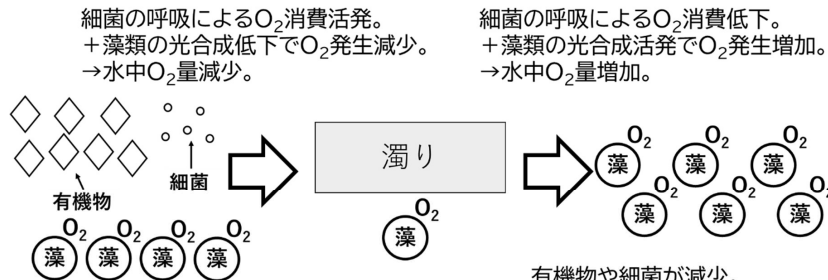 細菌の呼吸によるO₂消費活発。
＋藻類の光合成低下でO₂発生減少。
→水中O₂量減少。
細菌の呼吸によるO₂消費低下。
＋藻類の光合成活発でO₂発生増加。
→水中O₂量増加。
有機物
細菌
O₂ O₂ O₂ O₂
藻 藻 藻 藻
濁り
O₂
藻
O₂ O₂ O₂
藻 藻 藻
O₂ O₂ O₂
藻 藻 藻
有機物や細菌が減少。